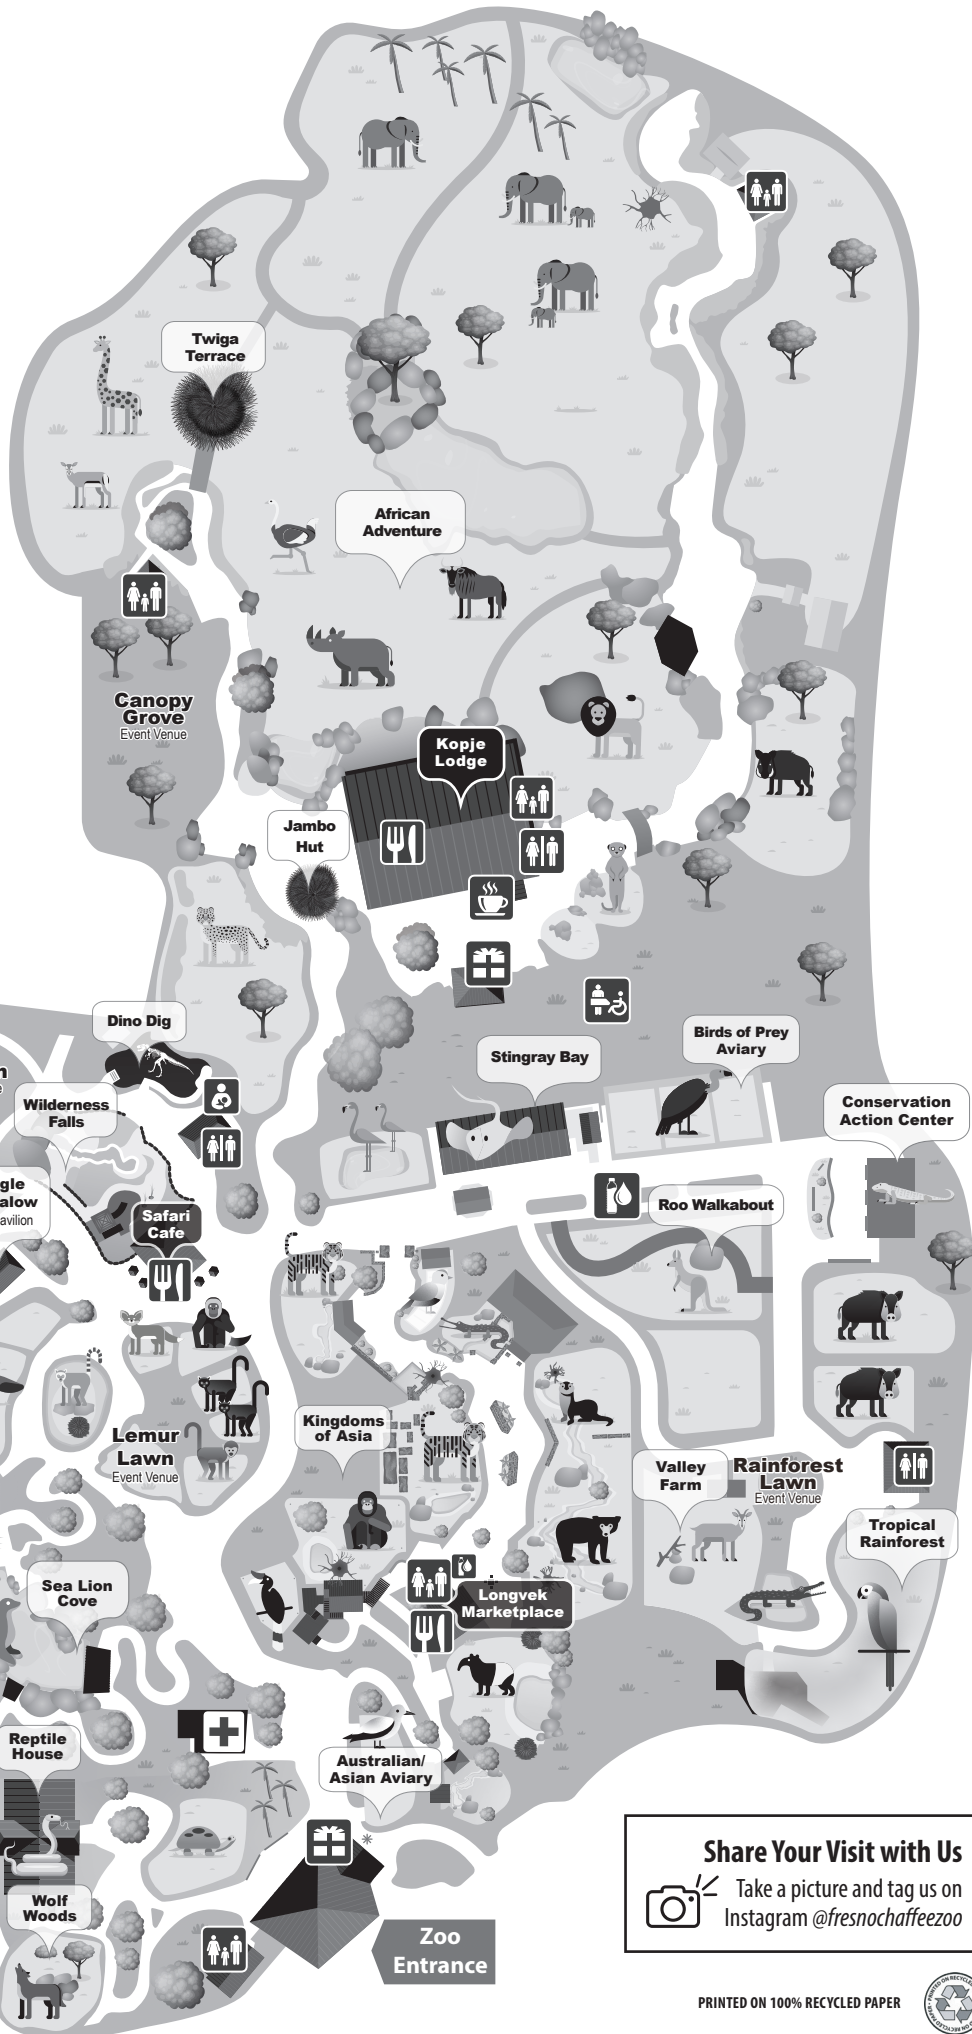 Twiga
Terrace
African
Adventure
Canopy
Grove
Event Venue
Kopje
Lodge
Jambo
Hut
Dino Dig
Stingray Bay
Birds of Prey
Aviary
Wilderness
Falls
Conservation
Action Center
Safari
Cafe
Roo Walkabout
Kingdoms
of Asia
Lemur
Lawn
Event Venue
Valley
Farm
Rainforest
Lawn
Event Venue
Tropical
Rainforest
Sea Lion
Cove
Longvek
Marketplace
Reptile
House
Australian/
Asian Aviary
Wolf
Woods
Zoo
Entrance
Share Your Visit with Us
Take a picture and tag us on
Instagram @fresnochaffeezoo
PRINTED ON 100% RECYCLED PAPER